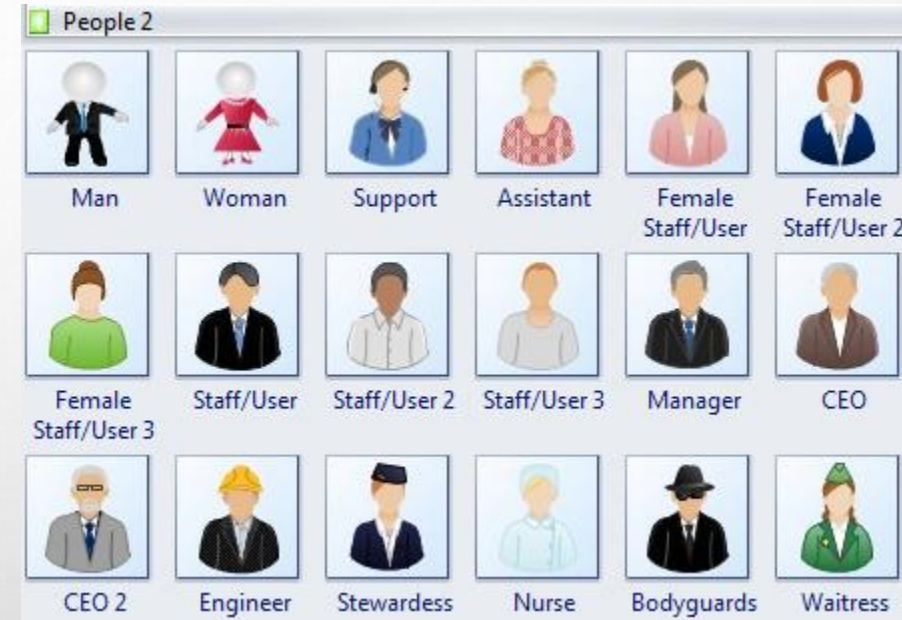 People 2
Man Woman Support Assistant Female Staff/User Female Staff/User 2
Female Staff/User 3 Staff/User Staff/User 2 Staff/User 3 Manager CEO
CEO 2 Engineer Stewardess Nurse Bodyguards Waitress